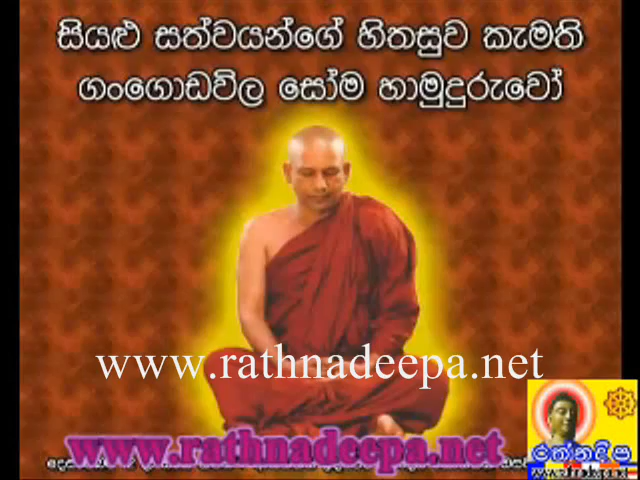 සියළු සත්වයන්ගේ හිතසුව කැමති
ගංගොඩවිල සෝම හාමුදුරුවෝ
www.rathnadeepa.net
www.rathnadeepa.net
රත්නදීප